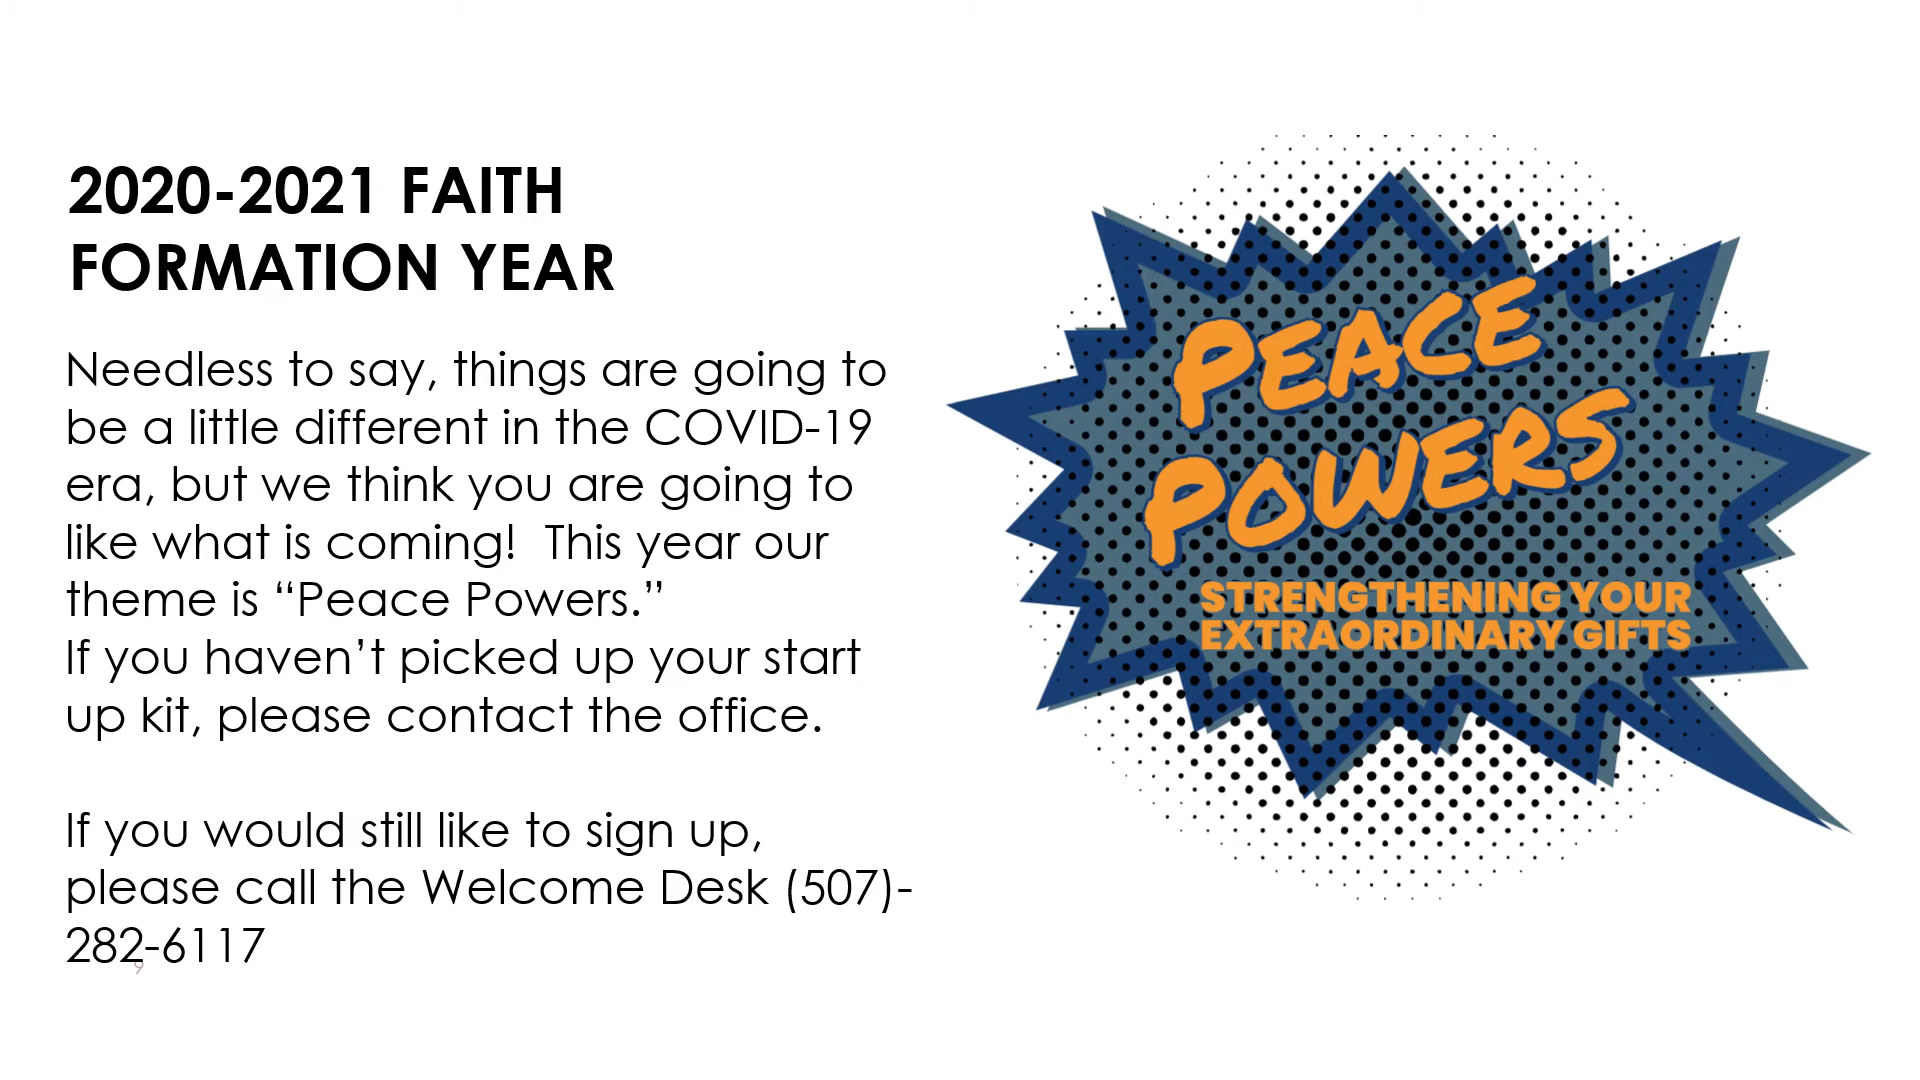 2020-2021 FAITH
FORMATION YEAR
Needless to say, things are going to
be a little different in the COVID-19
era, but we think you are going to
like what is coming!  This year our
theme is “Peace Powers.”
If you haven’t picked up your start
up kit, please contact the office.
If you would still like to sign up,
please call the Welcome Desk (507)-
282-6117
9
PEACE
POWERS
STRENGTHENING YOUR
EXTRAORDINARY GIFTS